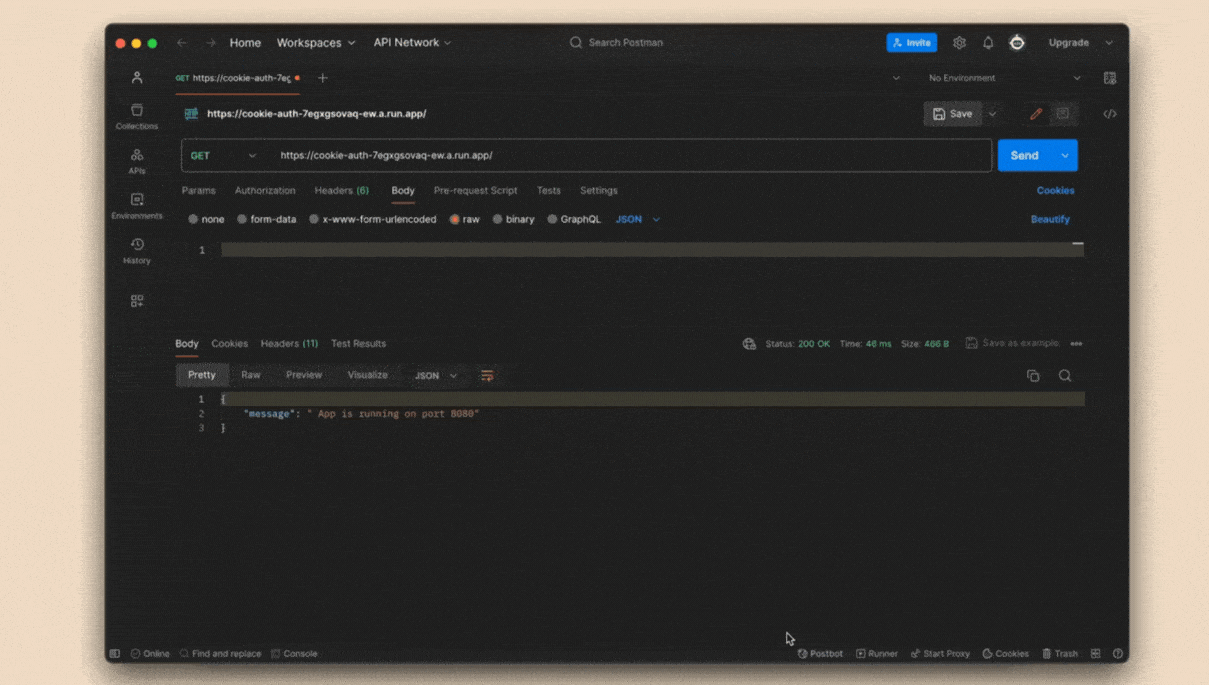 Home Workspaces API Network Search Postman Invite Upgrade
GET https://cookie-auth-7eg No Environment
https://cookie-auth-7egxgsovaq-ew.a.run.app/ Save
Collections
GET https://cookie-auth-7egxgsovaq-ew.a.run.app/ Send
APIs
Params Authorization Headers (6) Body Pre-request Script Tests Settings Cookies
Environments
none form-data x-www-form-urlencoded raw binary GraphQL JSON Beautify
1
History
Body Cookies Headers (11) Test Results Status: 200 OK Time: 46 ms Size: 466 B Save as example
Pretty Raw Preview Visualize JSON
1 {
2 "message": " App is running on port 8080"
3 }
Online Find and replace Console Postbot Runner Start Proxy Cookies Trash